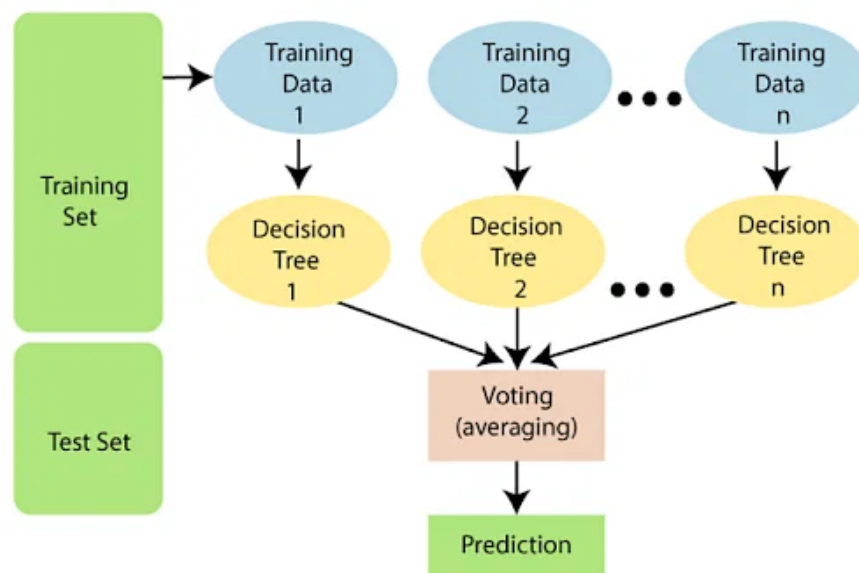 Training
Set
Training
Data
1
Training
Data
2
Training
Data
n
Decision
Tree
1
Decision
Tree
2
Decision
Tree
n
Test Set
Voting
(averaging)
Prediction